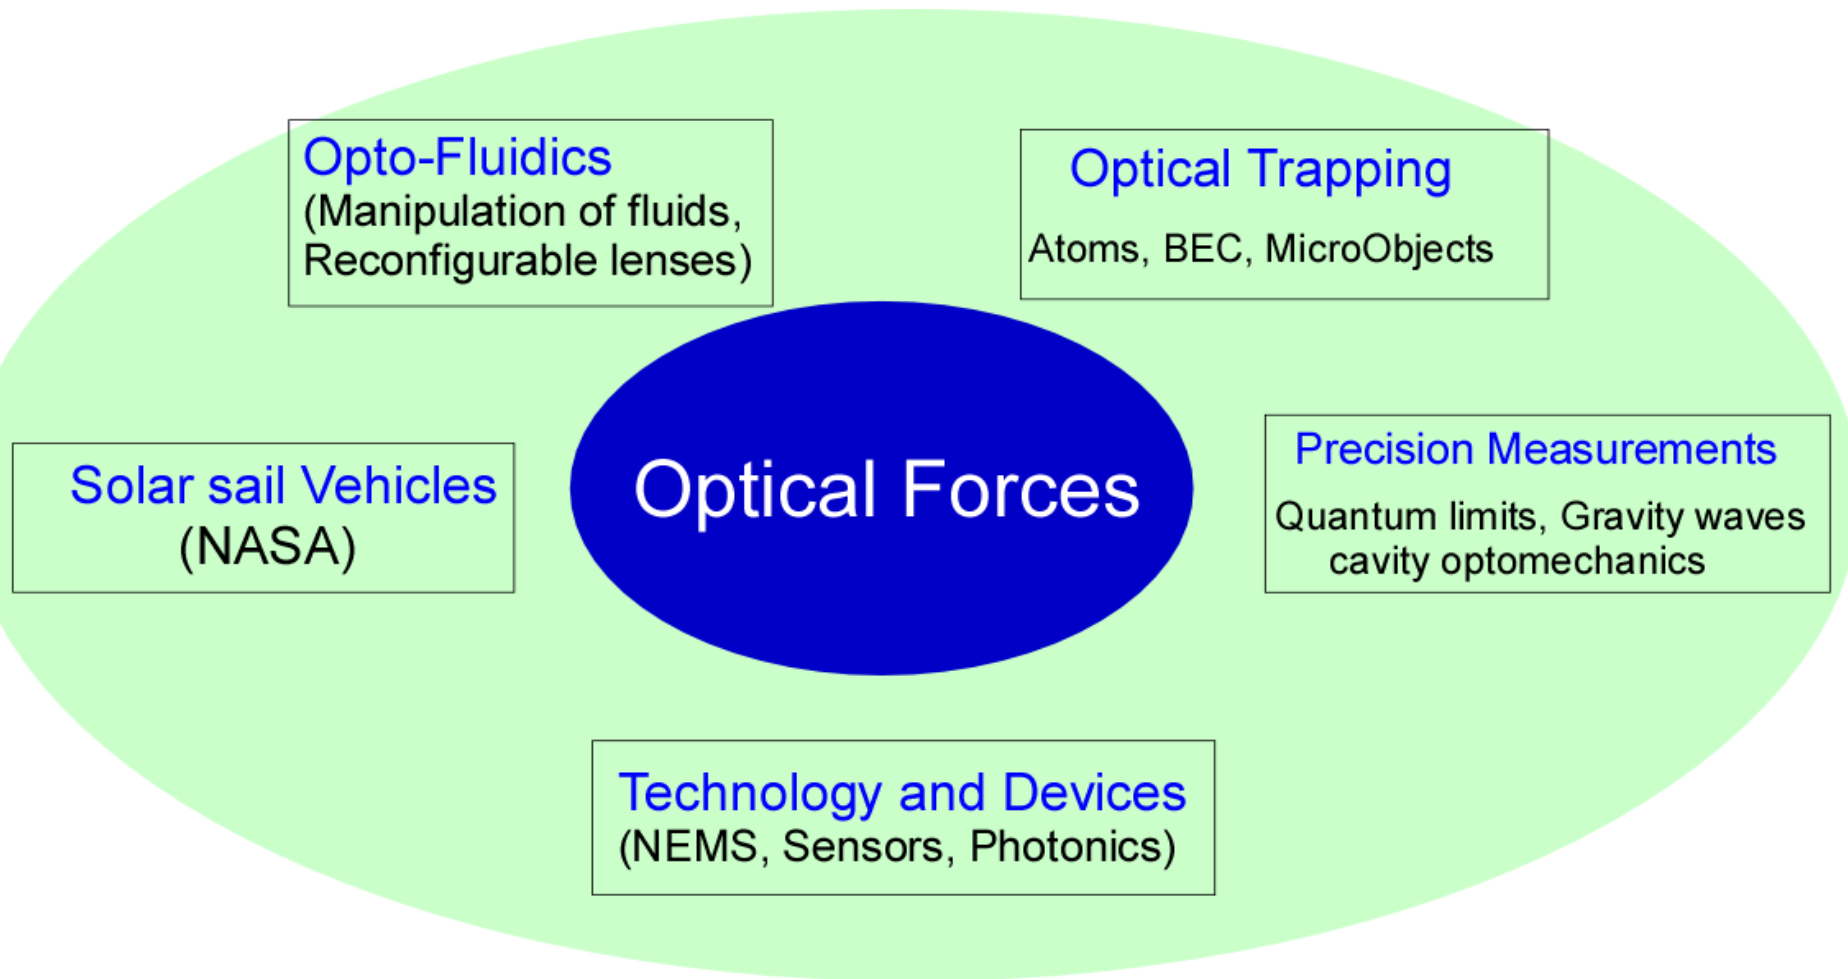 Opto-Fluidics
(Manipulation of fluids,
Reconfigurable lenses)
Optical Trapping
Atoms, BEC, MicroObjects
Solar sail Vehicles
(NASA)
Optical Forces
Precision Measurements
Quantum limits, Gravity waves
cavity optomechanics
Technology and Devices
(NEMS, Sensors, Photonics)